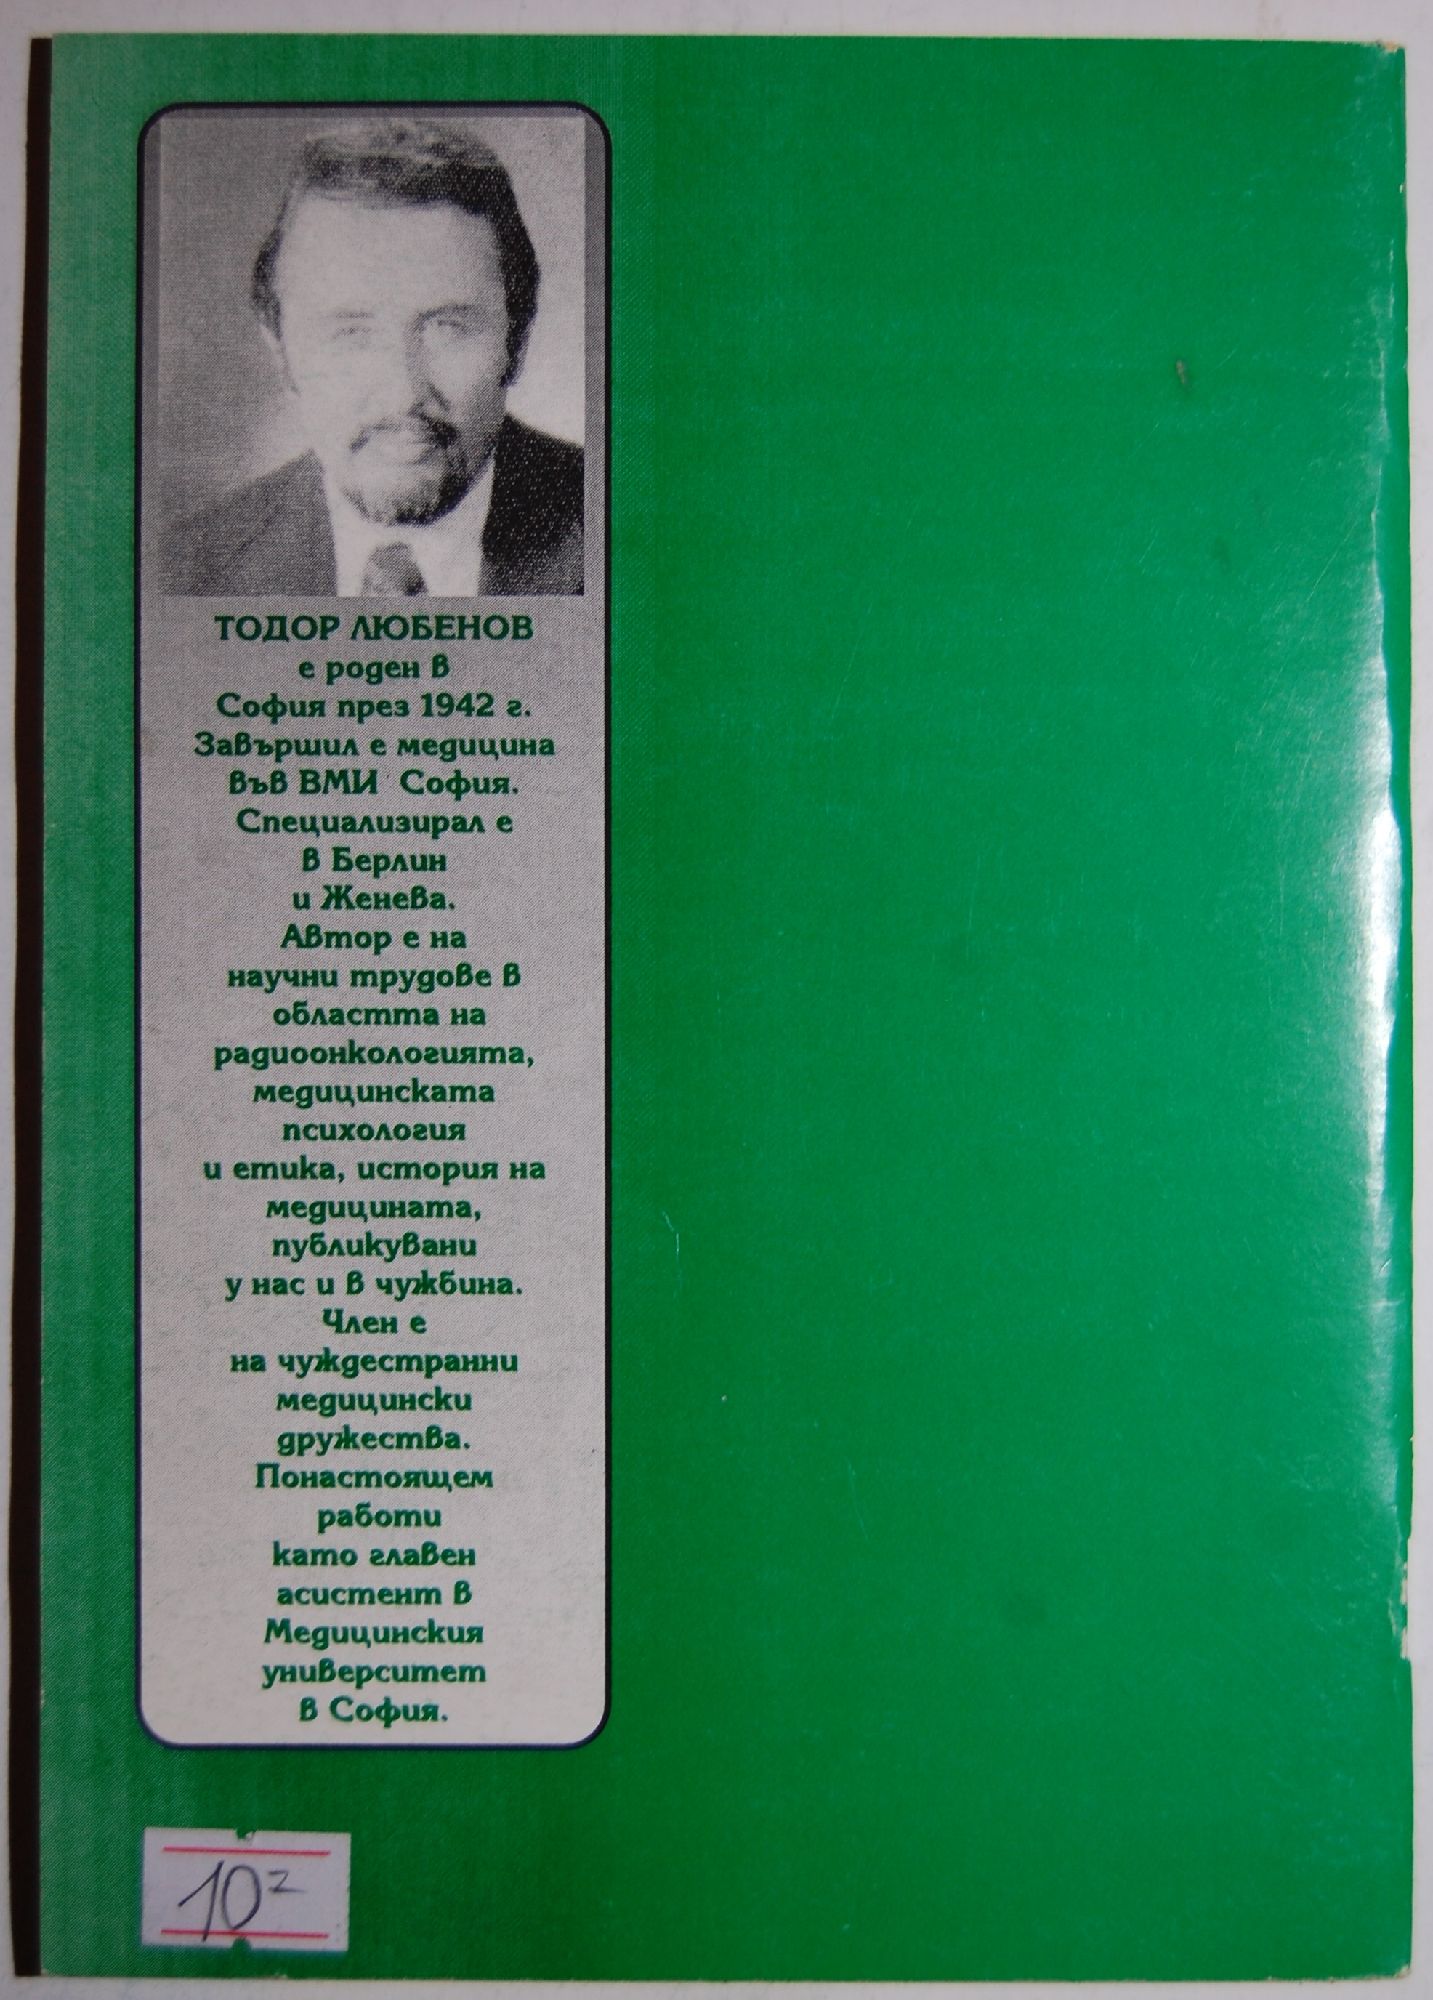 ТОДОР ЛЮБЕНОВ
е роден в
София през 1942 г.
Завършил е медицина
във ВМИ София.
Специализирал е
в Берлин
и Женева.
Автор е на
научни трудове в
областта на
радиоонкологията,
медицинската
психология
и етика, история на
медицината,
публикувани
у нас и в чужбина.
Член е
на чуждестранни
медицински
дружества.
Понастоящем
работи
като главен
асистент в
Медицинския
университет
в София.
10